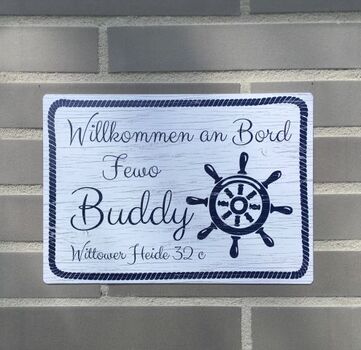 Willkommen an Bord
Fewo
Buddy
Wittower Heide 32 c